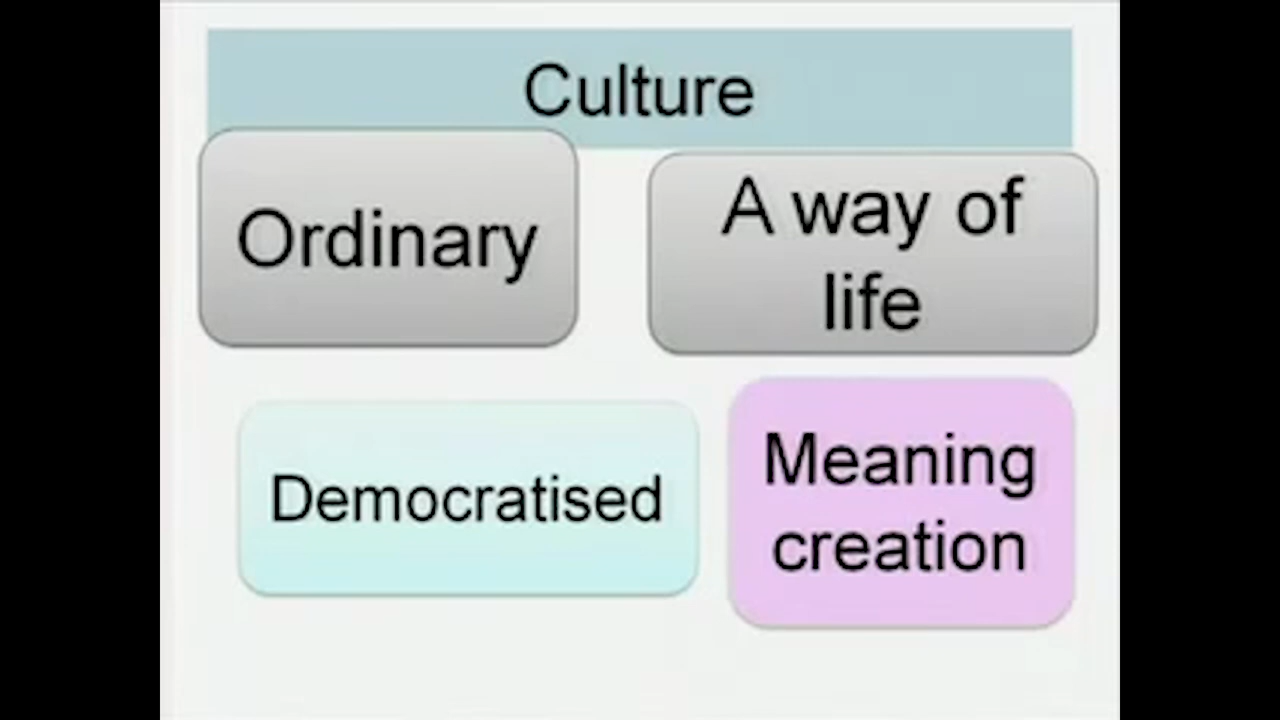 Culture
Ordinary
A way of
life
Democratised
Meaning
creation